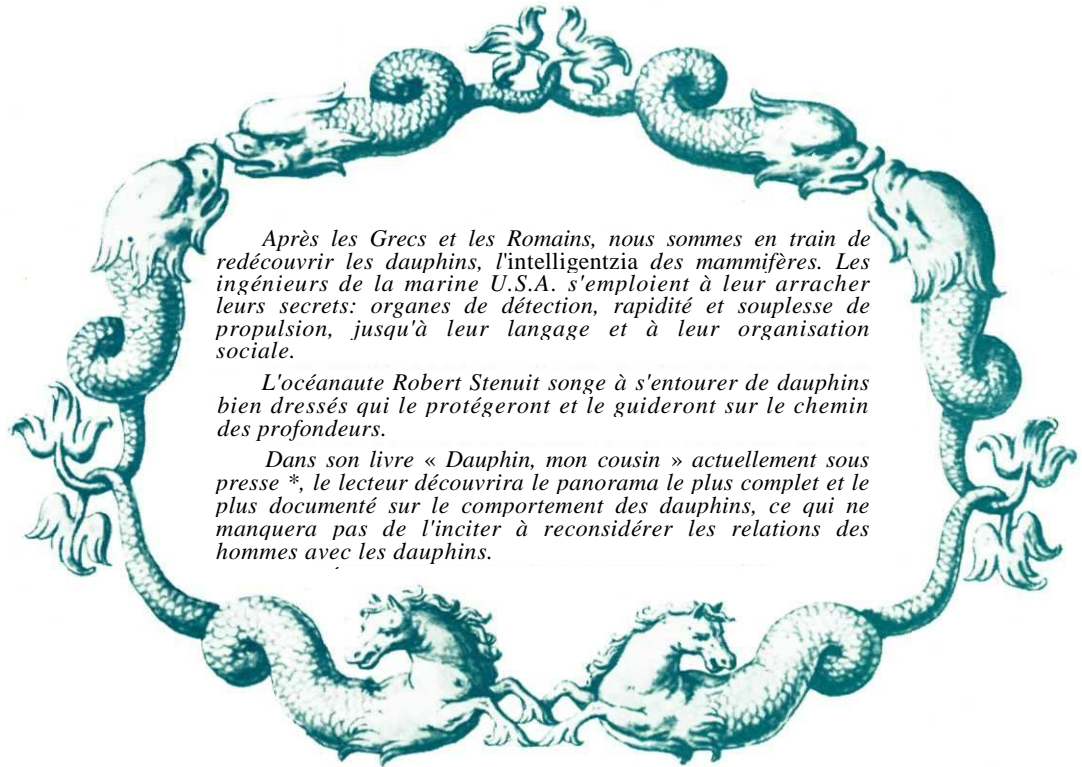 Après les Grecs et les Romains, nous sommes en train de
redécouvrir les dauphins, l'intelligentzia des mammifères. Les
ingénieurs de la marine U.S.A. s'emploient à leur arracher
leurs secrets: organes de détection, rapidité et souplesse de
propulsion, jusqu'à leur langage et à leur organisation
sociale.
L'océanaute Robert Stenuit songe à s'entourer de dauphins
bien dressés qui le protégeront et le guideront sur le chemin
des profondeurs.
Dans son livre « Dauphin, mon cousin » actuellement sous
presse *, le lecteur découvrira le panorama le plus complet et le
plus documenté sur le comportement des dauphins, ce qui ne
manquera pas de l'inciter à reconsidérer les relations des
hommes avec les dauphins.